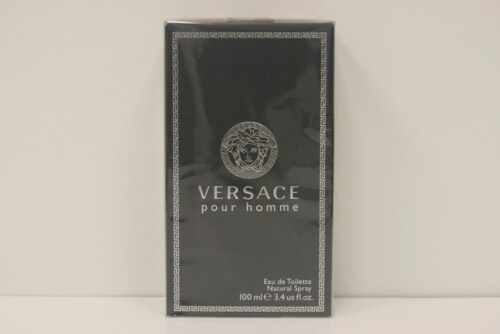 VERSACE
pour homme
Eau de Toilette
Natural Spray
100 ml ℮ 3.4 us fl.oz.